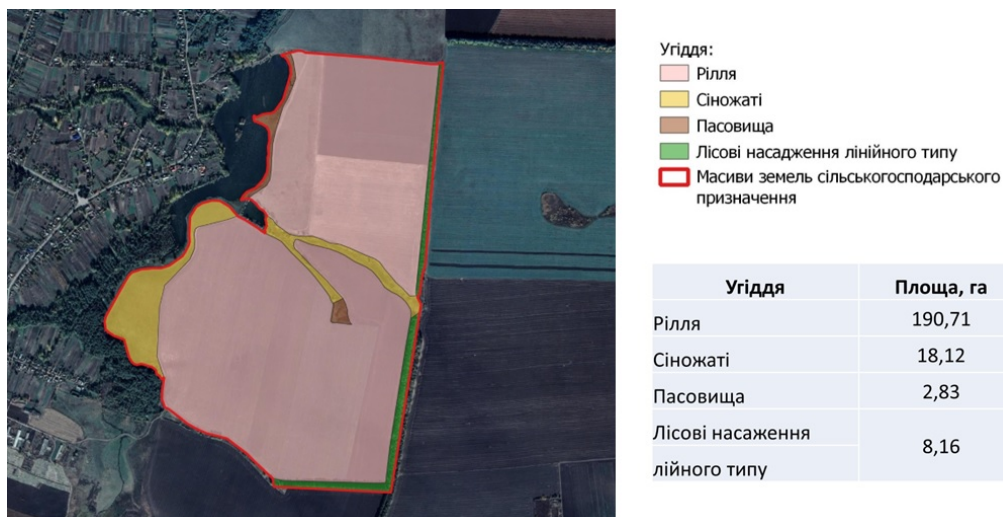 Угіддя:
Рілля
Сіножаті
Пасовища
Лісові насадження лінійного типу
Масиви земель сільськогосподарського
призначення
Угіддя Площа, га
Рілля 190,71
Сіножаті 18,12
Пасовища 2,83
Лісові насаження
лійного типу 8,16